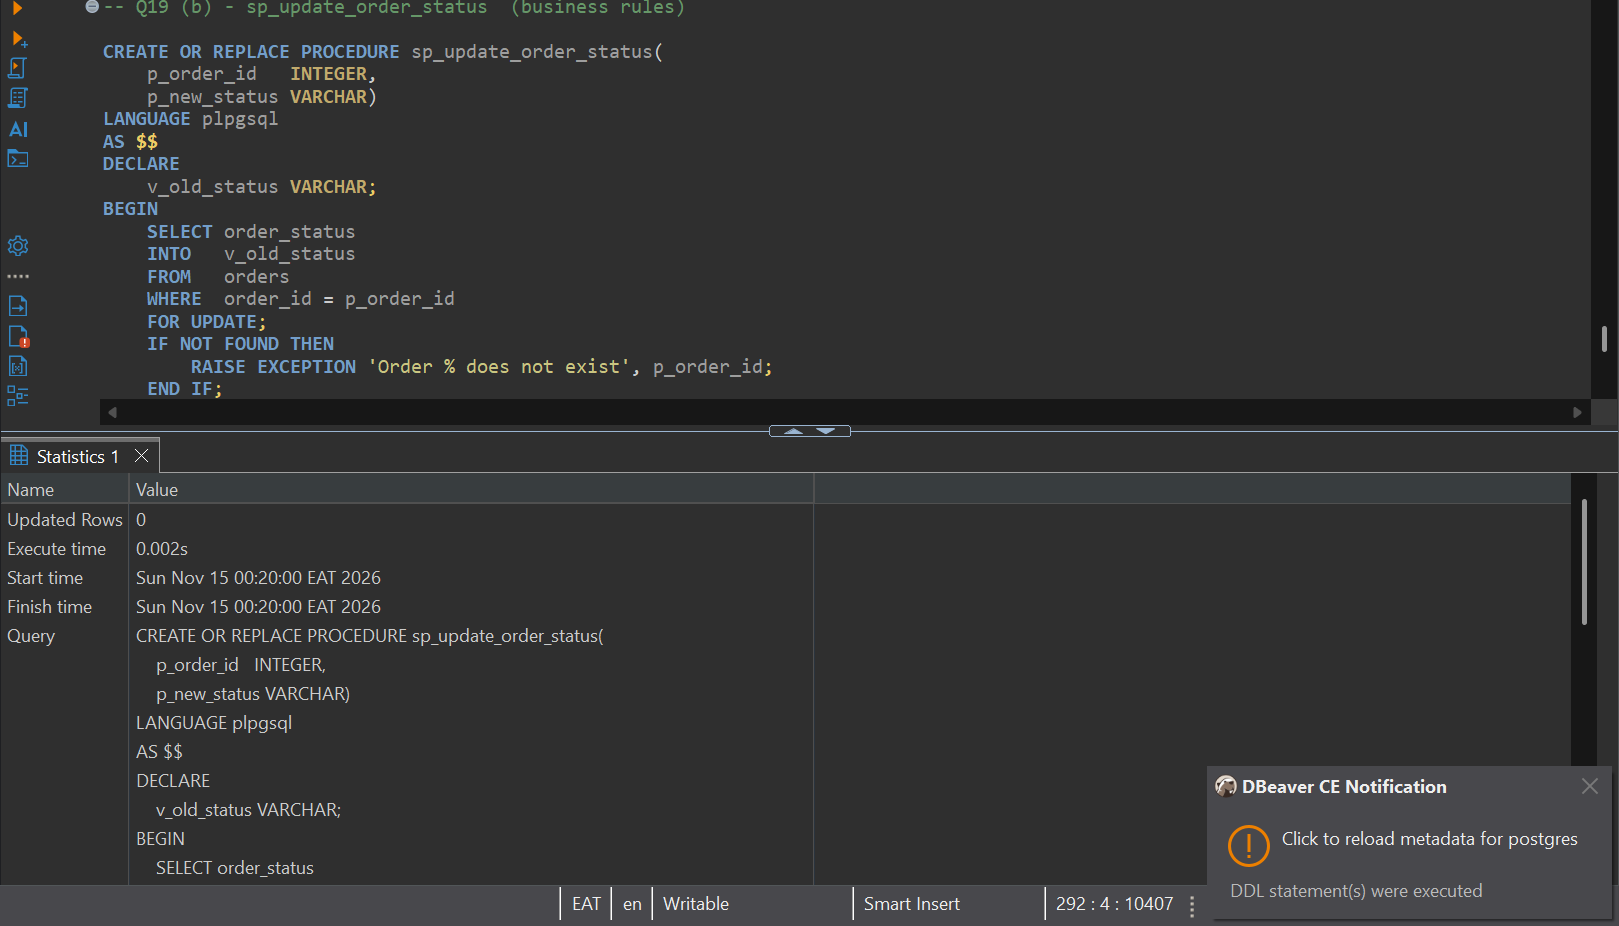 -- Q19 (b) - sp_update_order_status  (business rules)
CREATE OR REPLACE PROCEDURE sp_update_order_status(
    p_order_id   INTEGER,
    p_new_status VARCHAR)
LANGUAGE plpgsql
AS $$
DECLARE
    v_old_status VARCHAR;
BEGIN
    SELECT order_status
    INTO   v_old_status
    FROM   orders
    WHERE  order_id = p_order_id
    FOR UPDATE;
    IF NOT FOUND THEN
        RAISE EXCEPTION 'Order % does not exist', p_order_id;
    END IF;
AI
Statistics 1
Name Value
Updated Rows 0
Execute time 0.002s
Start time Sun Nov 15 00:20:00 EAT 2026
Finish time Sun Nov 15 00:20:00 EAT 2026
Query CREATE OR REPLACE PROCEDURE sp_update_order_status(
    p_order_id   INTEGER,
    p_new_status VARCHAR)
LANGUAGE plpgsql
AS $$
DECLARE
    v_old_status VARCHAR;
BEGIN
    SELECT order_status
DBeaver CE Notification
Click to reload metadata for postgres
DDL statement(s) were executed
EAT en Writable Smart Insert 292 : 4 : 10407